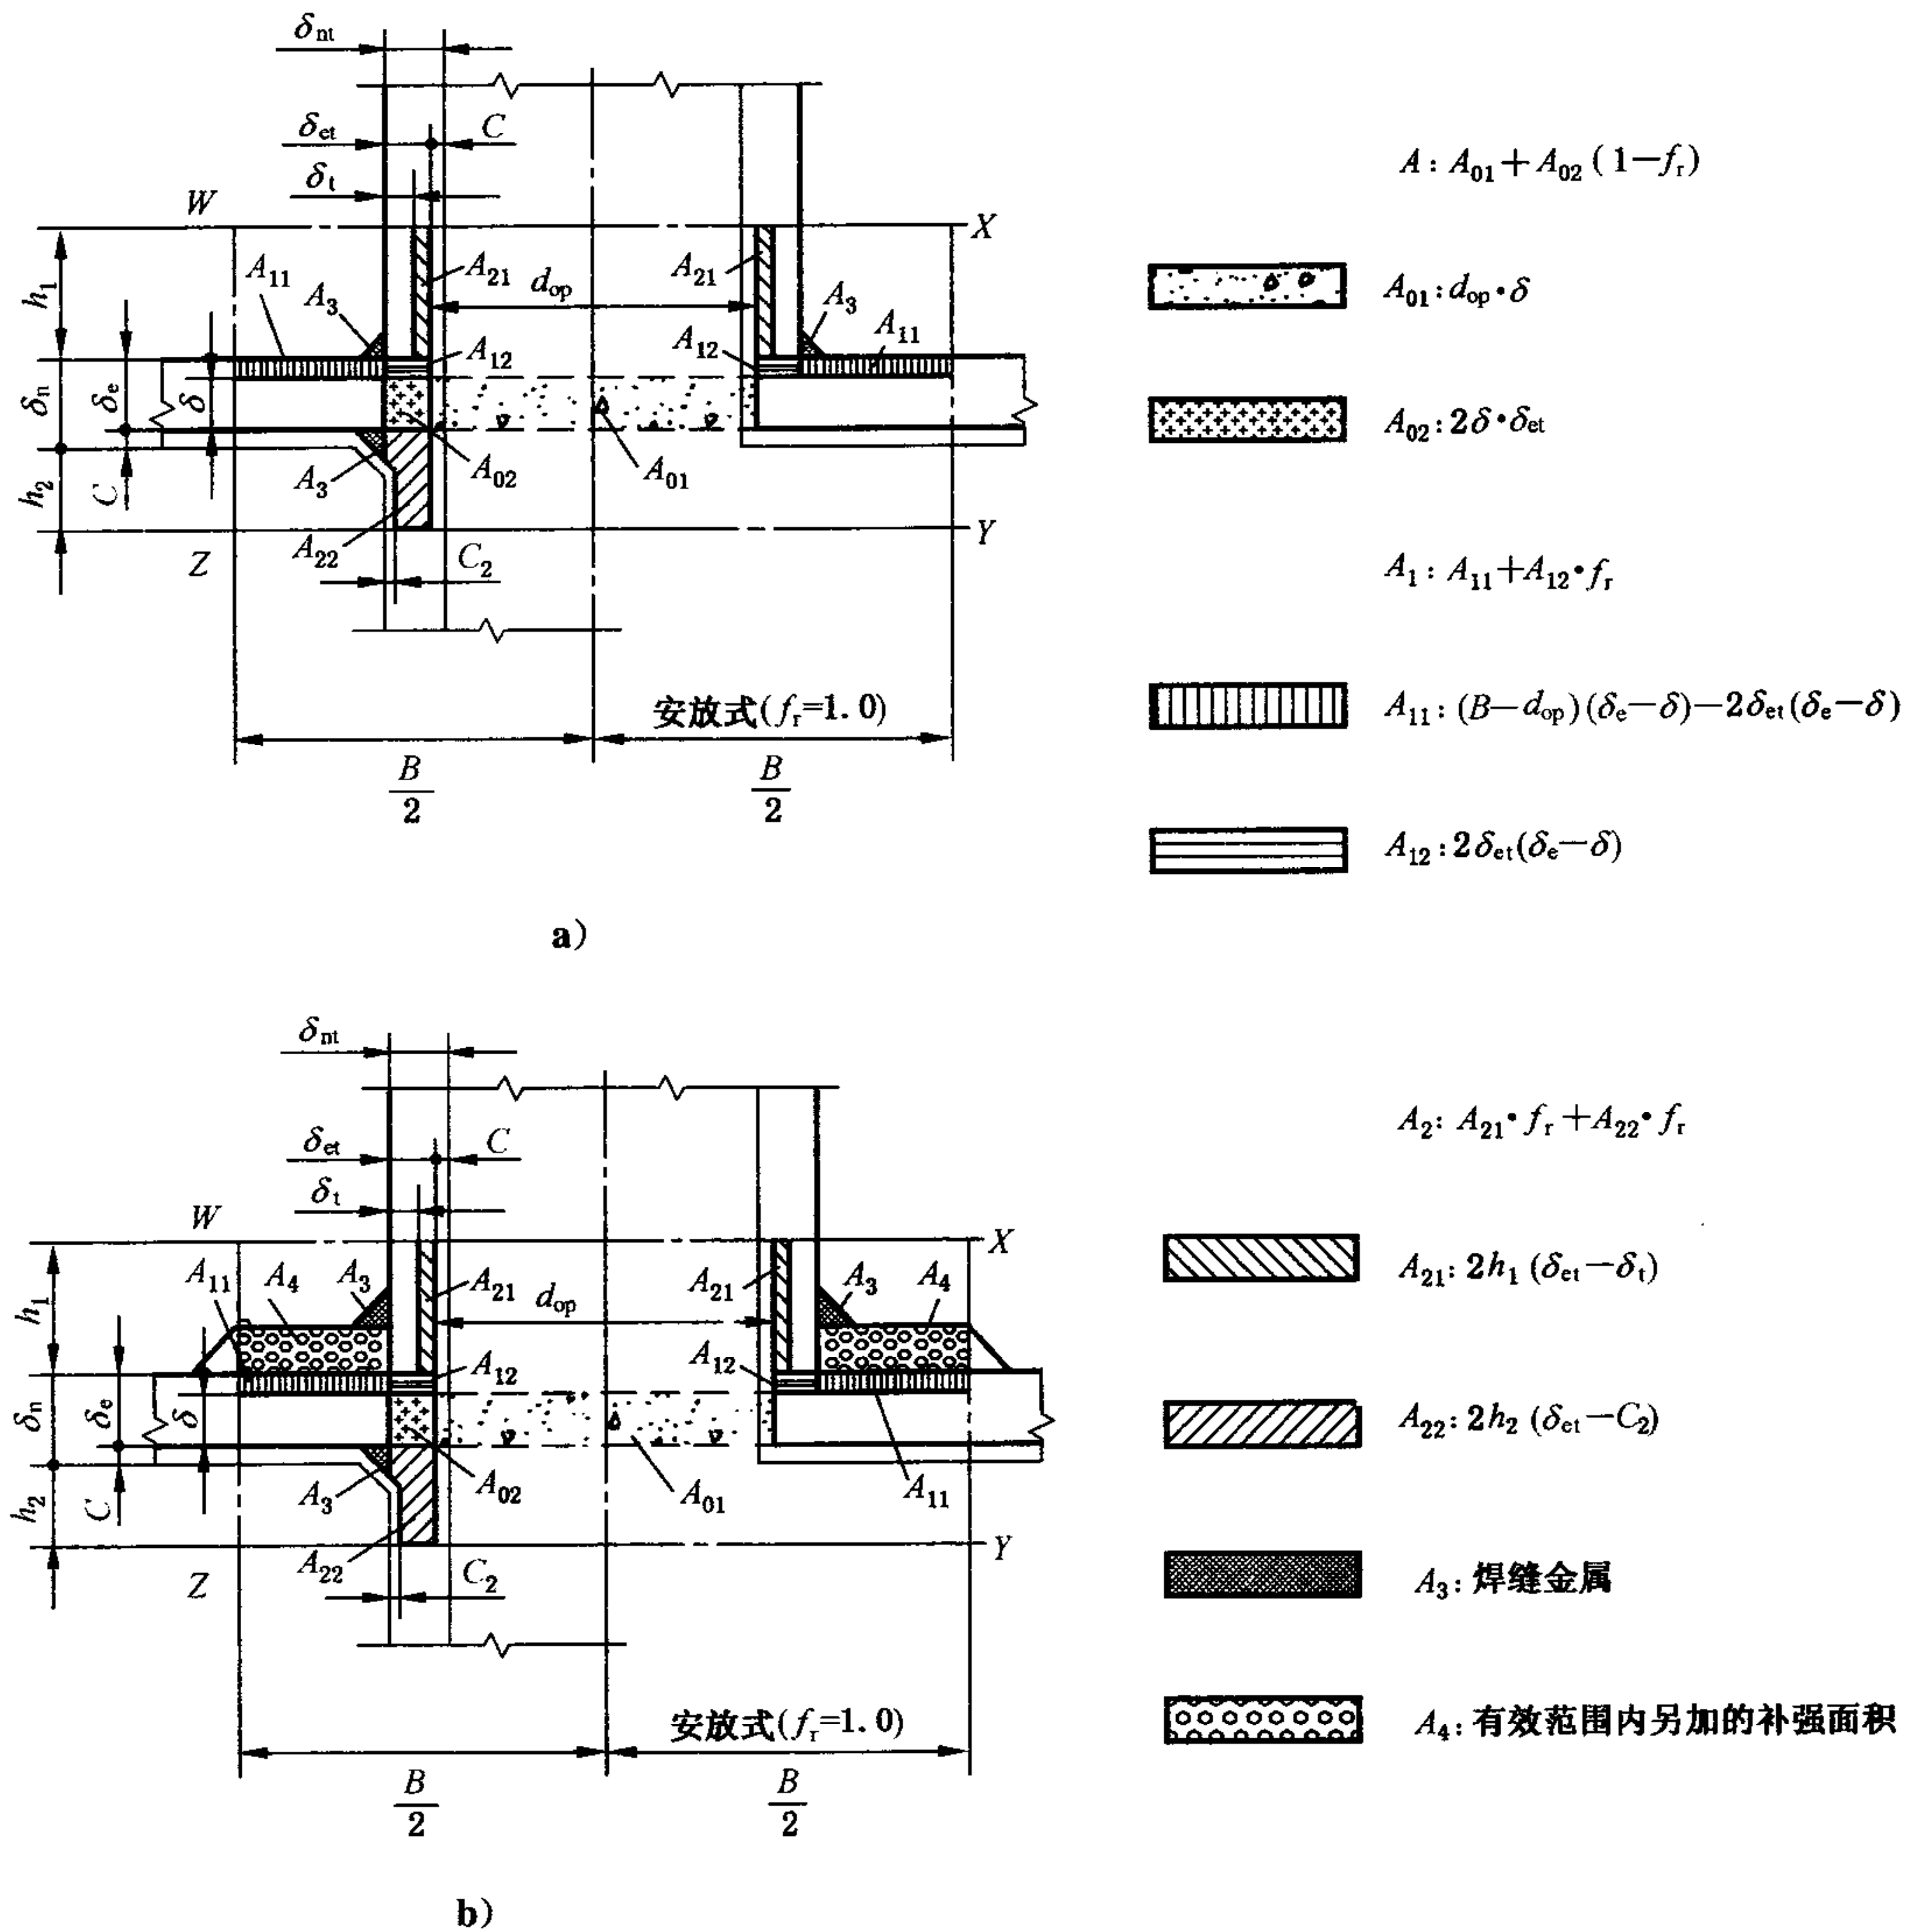 δnt
δet
C
δt
W
X
A11
A3
A21
dop
A21
A3
A11
h1
A12
A12
δn
δe
δ
h2
C
A3
A02
A01
Z
A22
C2
Y
安放式(fr=1.0)
B/2
B/2
a)
A: A01+A02(1-fr)
A01: dop·δ
A02: 2δ·δet
A1: A11+A12·fr
A11: (B-dop)(δe-δ)-2δet(δe-δ)
A12: 2δet(δe-δ)
δnt
δet
C
δt
W
X
A11
A4
A3
A21
dop
A21
A3
A4
h1
A12
A12
δn
δe
δ
h2
C
A3
A02
A01
A11
Z
A22
C2
Y
安放式(fr=1.0)
B/2
B/2
b)
A2: A21·fr+A22·fr
A21: 2h1(δet-δt)
A22: 2h2(δet-C2)
A3: 焊缝金属
A4: 有效范围内另加的补强面积